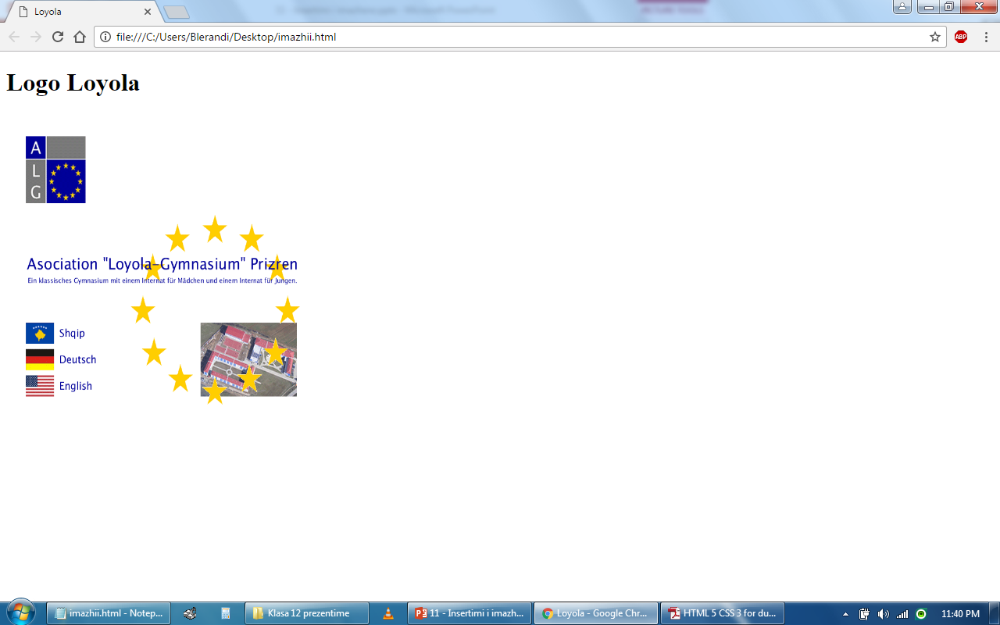 Loyola
file:///C:/Users/Blerandi/Desktop/imazhii.html
ABP
Logo Loyola
A
L
G
Asociation "Loyola-Gymnasium" Prizren
Ein klassisches Gymnasium mit einem Internat für Mädchen und einem Internat für Jungen.
Shqip
Deutsch
English
imazhii.html - Notep...
Klasa 12 prezentime
11 - Insertimi i imazh...
Loyola - Google Chr...
HTML 5 CSS 3 for du...
11:40 PM